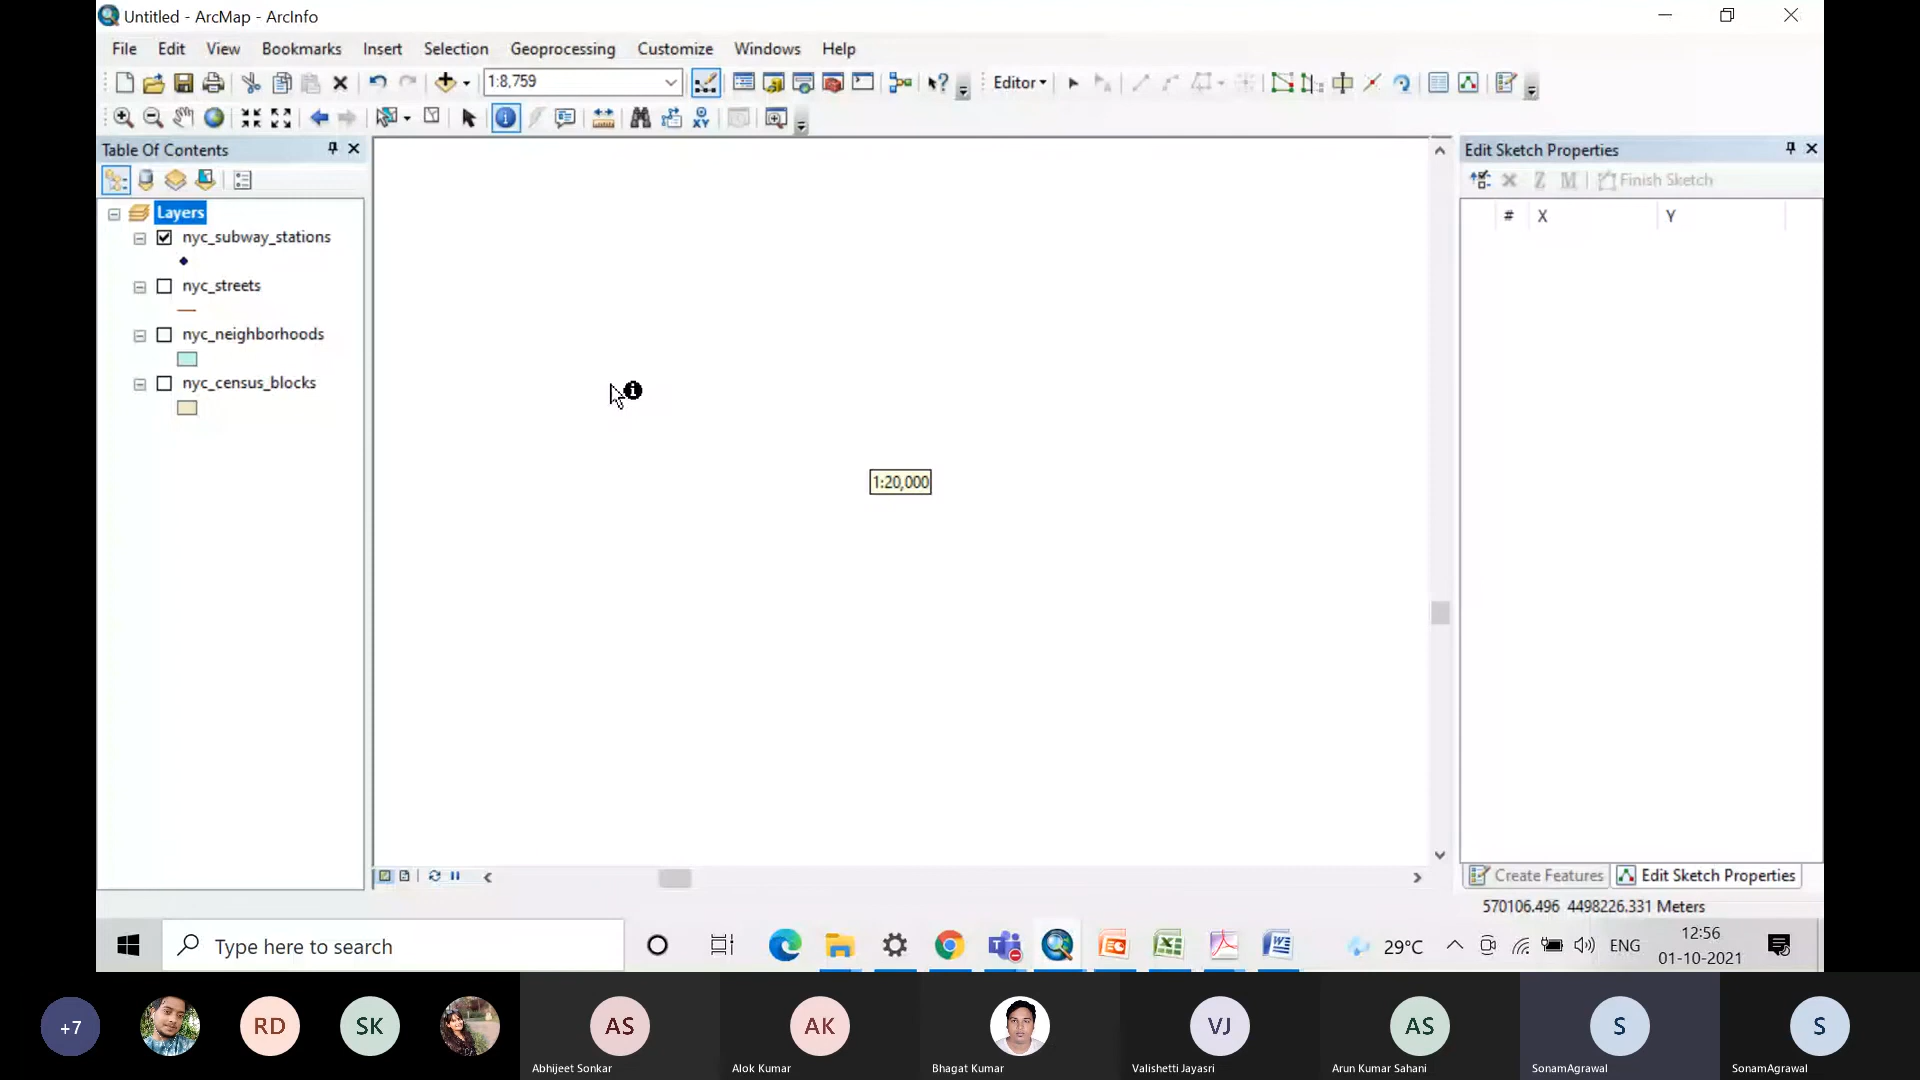 Untitled - ArcMap - ArcInfo
File Edit View Bookmarks Insert Selection Geoprocessing Customize Windows Help
1:8,759
Editor
Table Of Contents
Layers
nyc_subway_stations
nyc_streets
nyc_neighborhoods
nyc_census_blocks
1:20,000
Edit Sketch Properties
Finish Sketch
# X Y
Create Features Edit Sketch Properties
570106.496 4498226.331 Meters
Type here to search
29°C
ENG
12:56
01-10-2021
+7
RD
SK
AS
Abhijeet Sonkar
AK
Alok Kumar
Bhagat Kumar
VJ
Valishetti Jayasri
AS
Arun Kumar Sahani
S
SonamAgrawal
S
SonamAgrawal